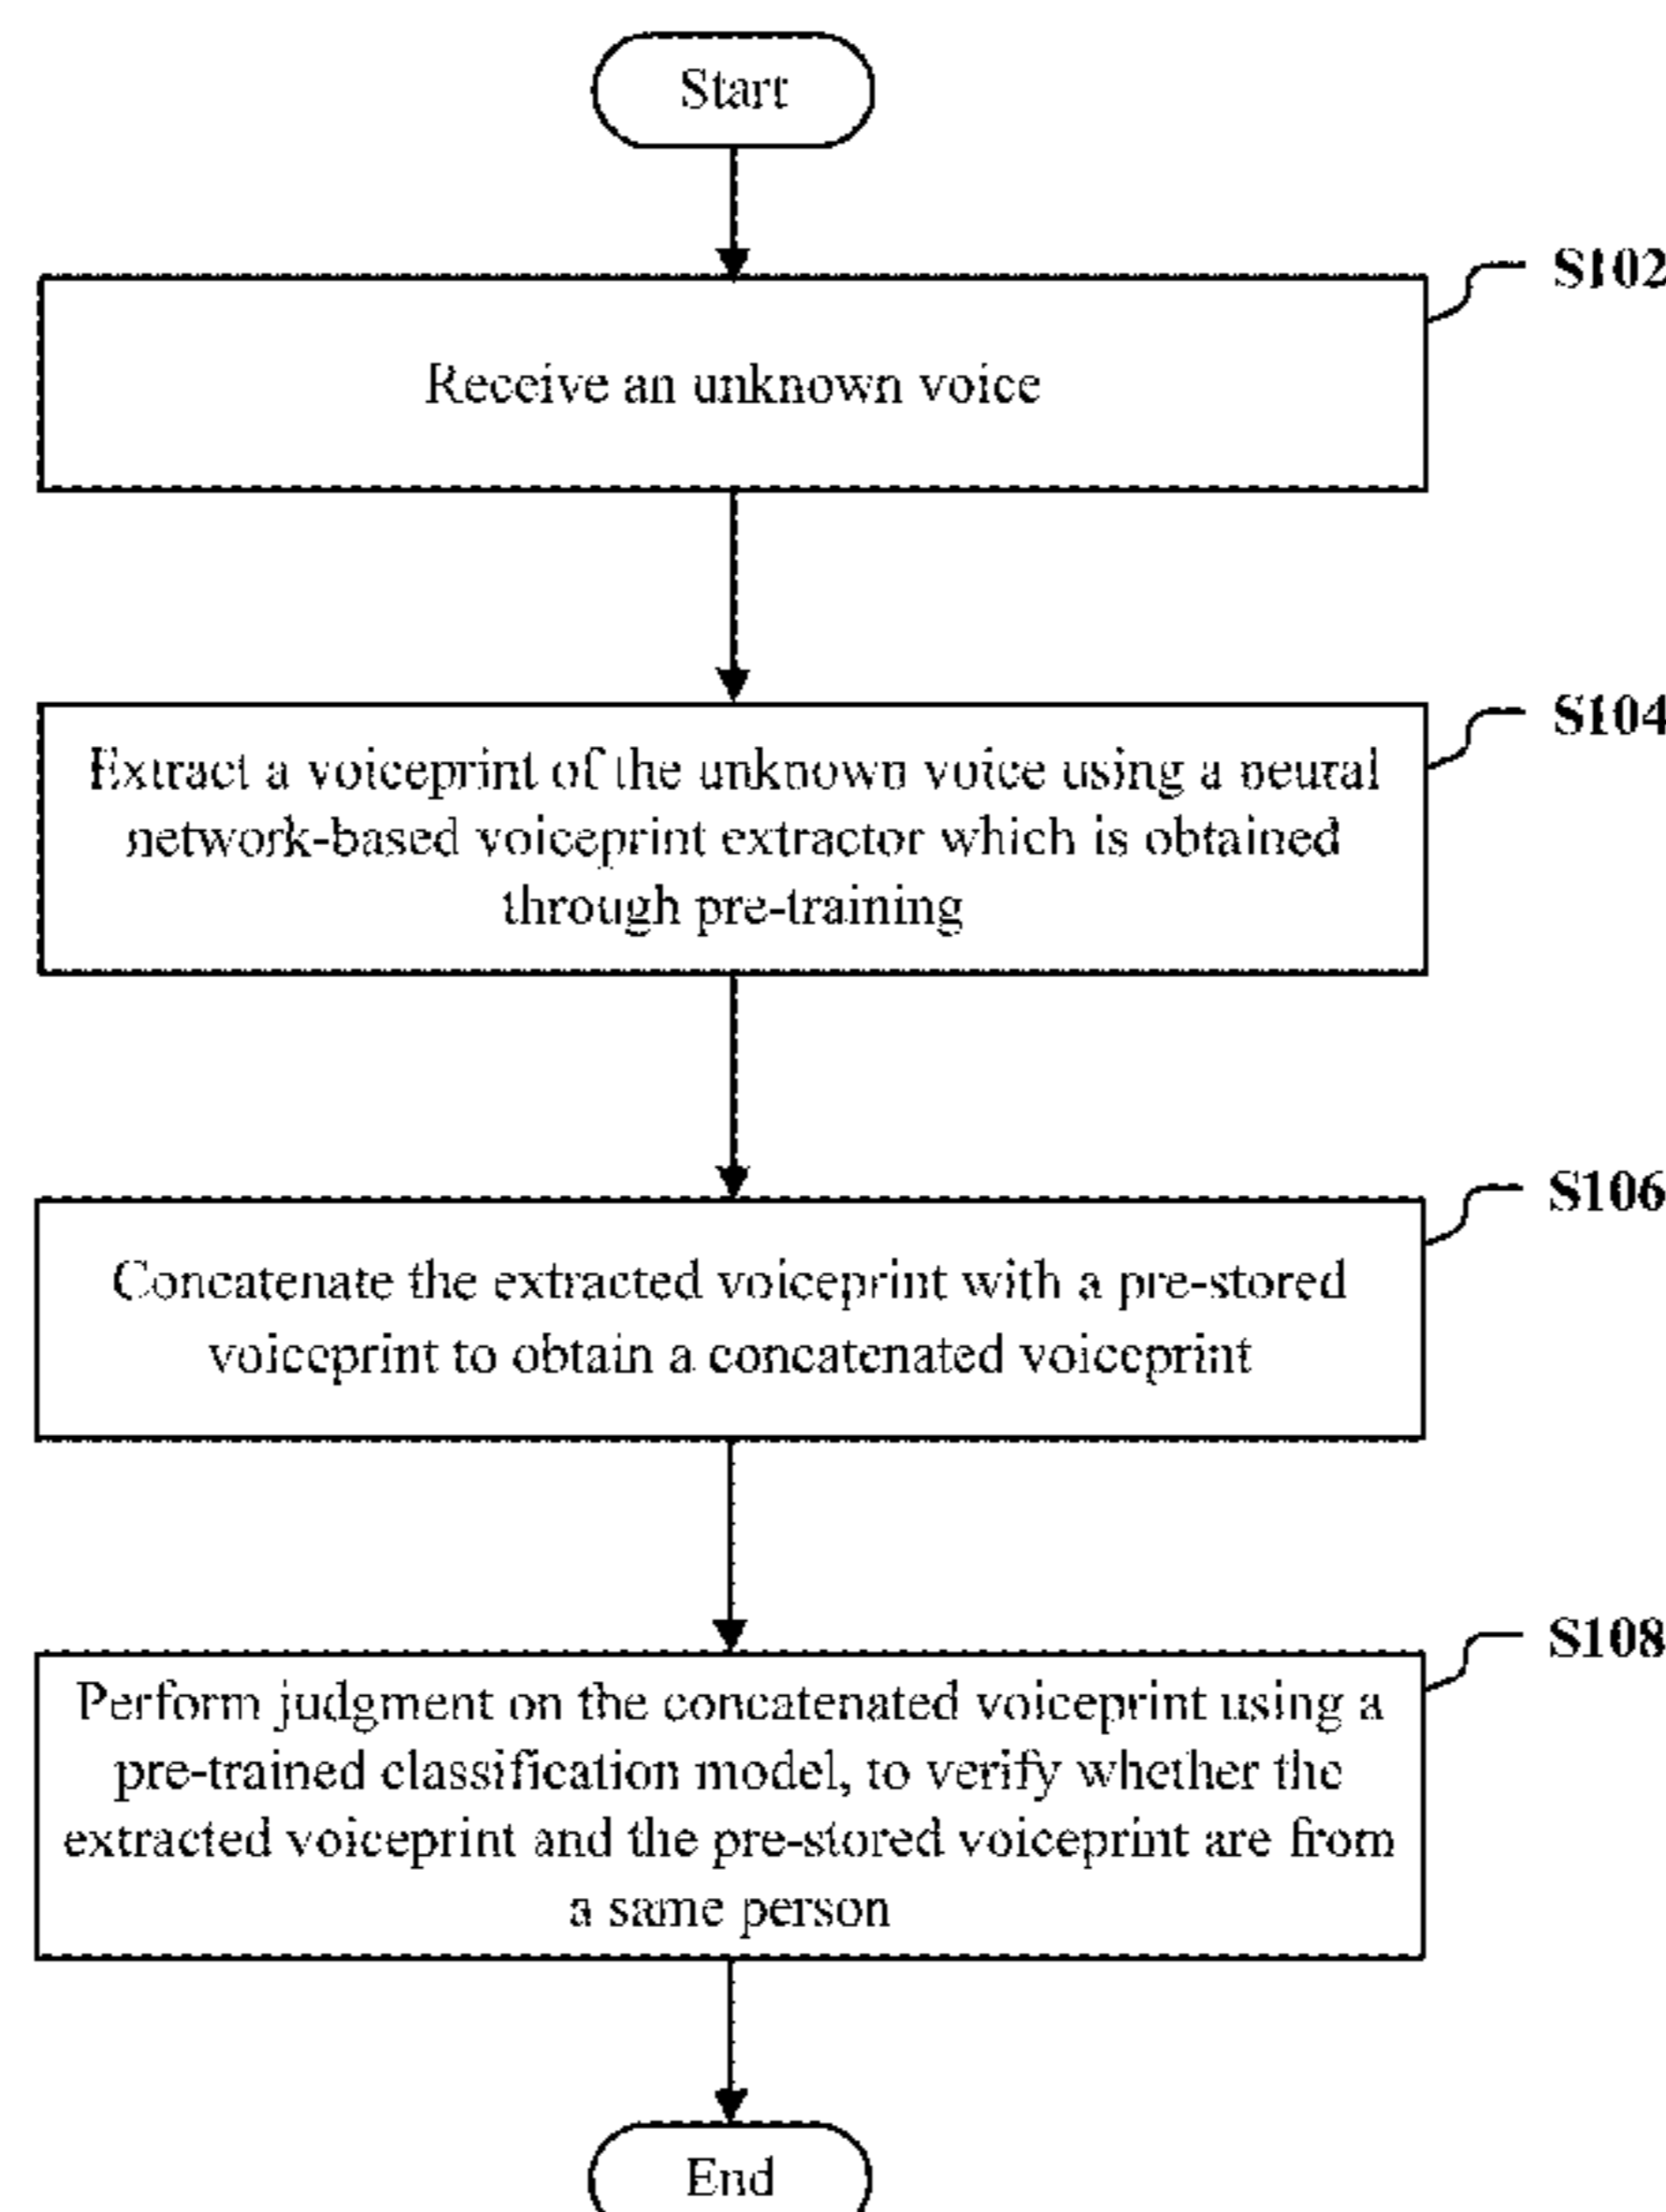 Start
S102
Receive an unknown voice
S104
Extract a voiceprint of the unknown voice using a neural
network-based voiceprint extractor which is obtained
through pre-training
S106
Concatenate the extracted voiceprint with a pre-stored
voiceprint to obtain a concatenated voiceprint
S108
Perform judgment on the concatenated voiceprint using a
pre-trained classification model, to verify whether the
extracted voiceprint and the pre-stored voiceprint are from
a same person
End